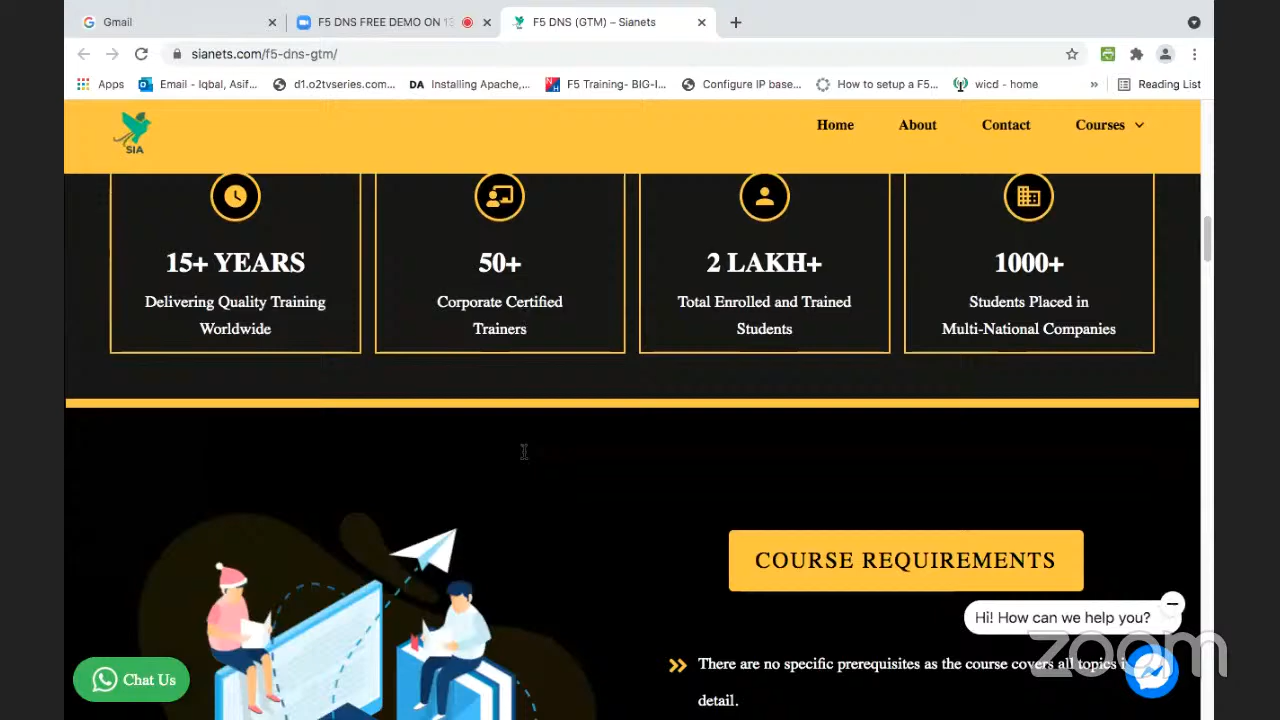 Gmail
F5 DNS FREE DEMO ON 13
F5 DNS (GTM) – Sianets
sianets.com/f5-dns-gtm/
Apps
Email - Iqbal, Asif...
d1.o2tvseries.com...
DA Installing Apache,...
F5 Training- BIG-I...
Configure IP base...
How to setup a F5...
wicd - home
»
Reading List
SIA
Home
About
Contact
Courses
15+ YEARS
Delivering Quality Training
Worldwide
50+
Corporate Certified
Trainers
2 LAKH+
Total Enrolled and Trained
Students
1000+
Students Placed in
Multi-National Companies
COURSE REQUIREMENTS
Hi! How can we help you?
There are no specific prerequisites as the course covers all topics
detail.
Chat Us
zoom